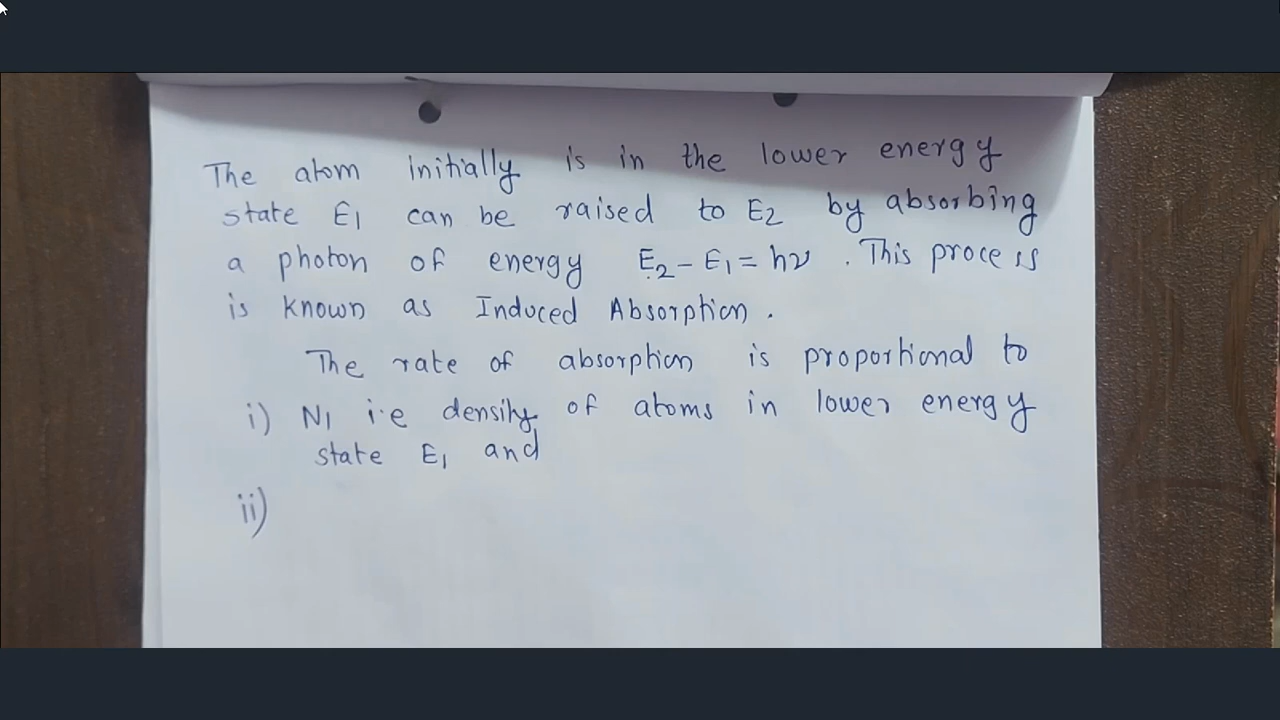 The atom initially is in the lower energy
state E₁ can be raised to E₂ by absorbing
a photon of energy E₂ - E₁ = hν . This process
is known as Induced Absorption .
The rate of absorption is proportional to
i) N₁ i.e density of atoms in lower energy
state E₁ and
ii)